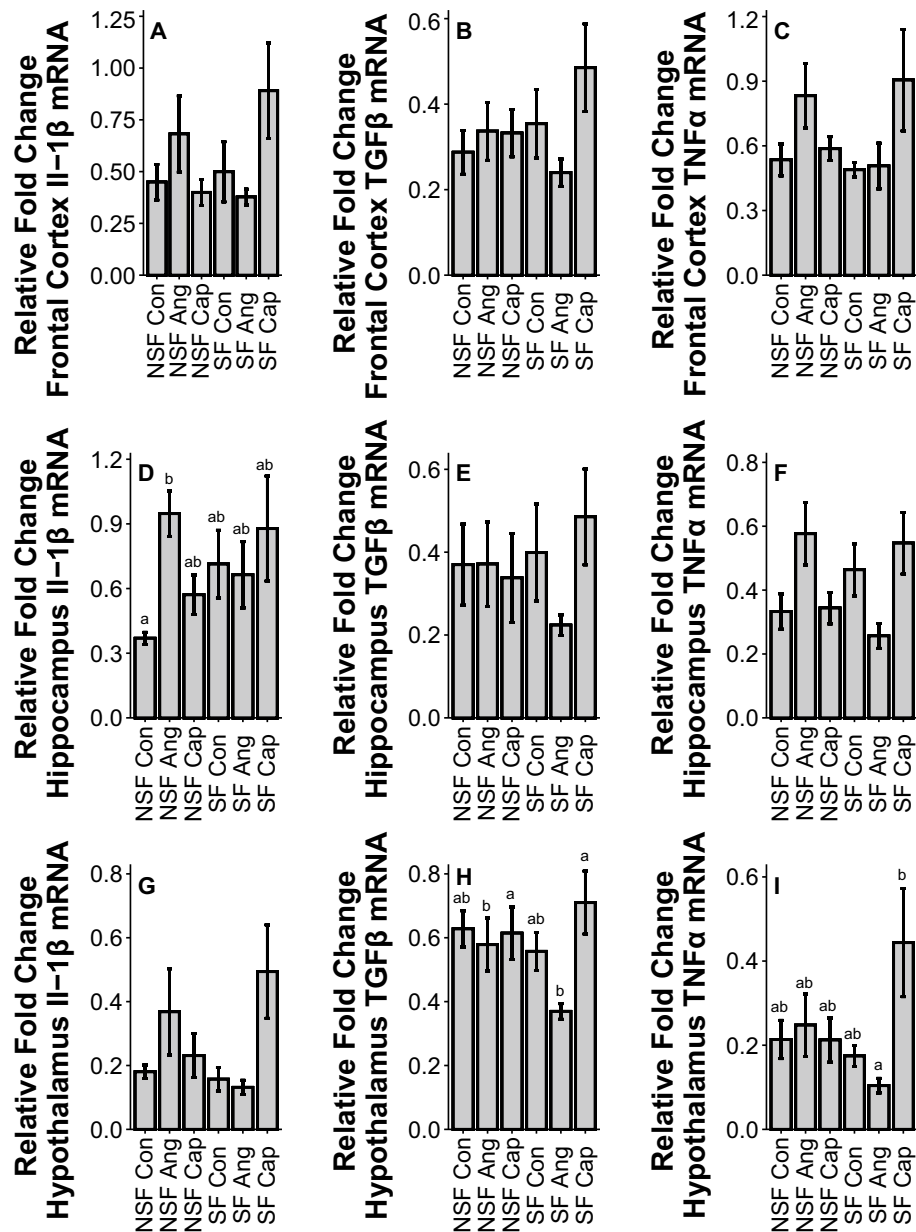 Relative Fold Change
Frontal Cortex Il−1β mRNA
A
1.25
1.00
0.75
0.50
0.25
0.00
NSF Con
NSF Ang
NSF Cap
SF Con
SF Ang
SF Cap
Relative Fold Change
Frontal Cortex TGFβ mRNA
B
0.6
0.4
0.2
0.0
NSF Con
NSF Ang
NSF Cap
SF Con
SF Ang
SF Cap
Relative Fold Change
Frontal Cortex TNFα mRNA
C
1.2
0.9
0.6
0.3
0.0
NSF Con
NSF Ang
NSF Cap
SF Con
SF Ang
SF Cap
Relative Fold Change
Hippocampus Il−1β mRNA
D
1.2
0.9
0.6
0.3
0.0
a
b
ab
ab
ab
ab
NSF Con
NSF Ang
NSF Cap
SF Con
SF Ang
SF Cap
Relative Fold Change
Hippocampus TGFβ mRNA
E
0.6
0.4
0.2
0.0
NSF Con
NSF Ang
NSF Cap
SF Con
SF Ang
SF Cap
Relative Fold Change
Hippocampus TNFα mRNA
F
0.8
0.6
0.4
0.2
0.0
NSF Con
NSF Ang
NSF Cap
SF Con
SF Ang
SF Cap
Relative Fold Change
Hypothalamus Il−1β mRNA
G
0.8
0.6
0.4
0.2
0.0
NSF Con
NSF Ang
NSF Cap
SF Con
SF Ang
SF Cap
Relative Fold Change
Hypothalamus TGFβ mRNA
H
0.8
0.6
0.4
0.2
0.0
ab
b
a
ab
b
a
NSF Con
NSF Ang
NSF Cap
SF Con
SF Ang
SF Cap
Relative Fold Change
Hypothalamus TNFα mRNA
I
0.6
0.4
0.2
0.0
ab
ab
ab
ab
a
b
NSF Con
NSF Ang
NSF Cap
SF Con
SF Ang
SF Cap